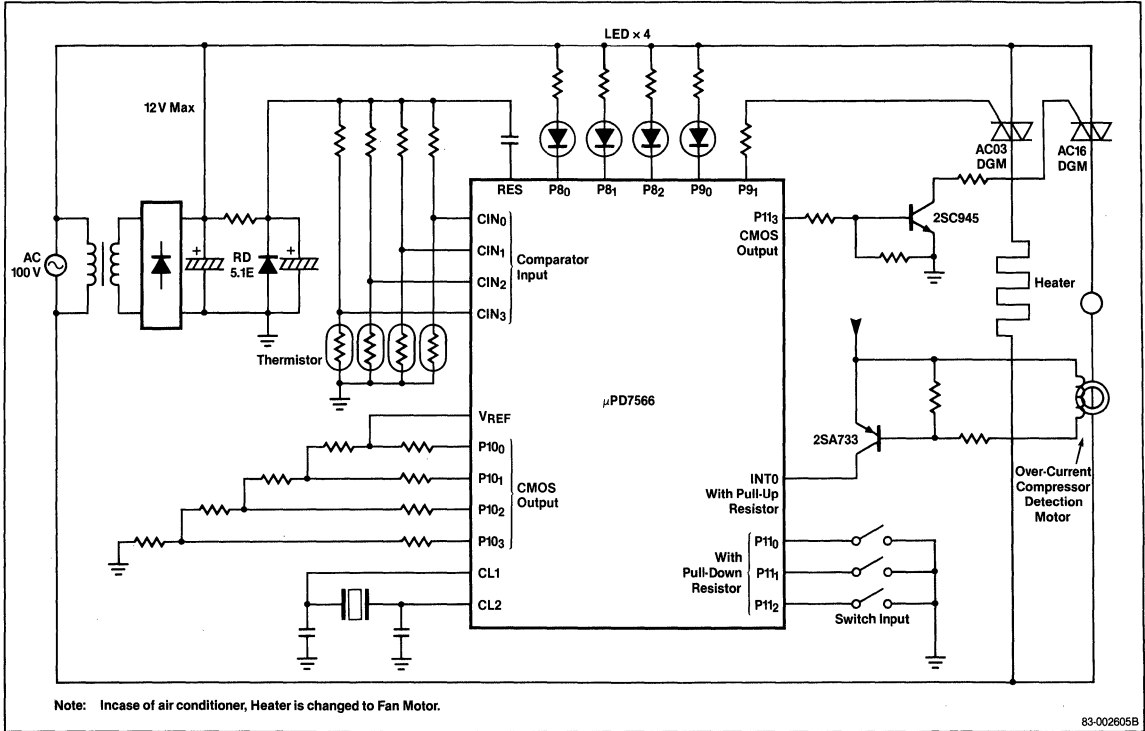 LED × 4
12V Max
AC03
DGM
AC16
DGM
RES
P8₀
P8₁
P8₂
P9₀
P9₁
CIN₀
CIN₁
CIN₂
CIN₃
Comparator
Input
P11₃
CMOS
Output
2SC945
AC
100 V
RD
5.1E
Heater
Thermistor
μPD7566
VREF
P10₀
P10₁
P10₂
P10₃
CMOS
Output
2SA733
INT0
With Pull-Up
Resistor
Over-Current
Compressor
Detection
Motor
P11₀
P11₁
P11₂
With
Pull-Down
Resistor
Switch Input
CL1
CL2
Note: Incase of air conditioner, Heater is changed to Fan Motor.
83-002605B